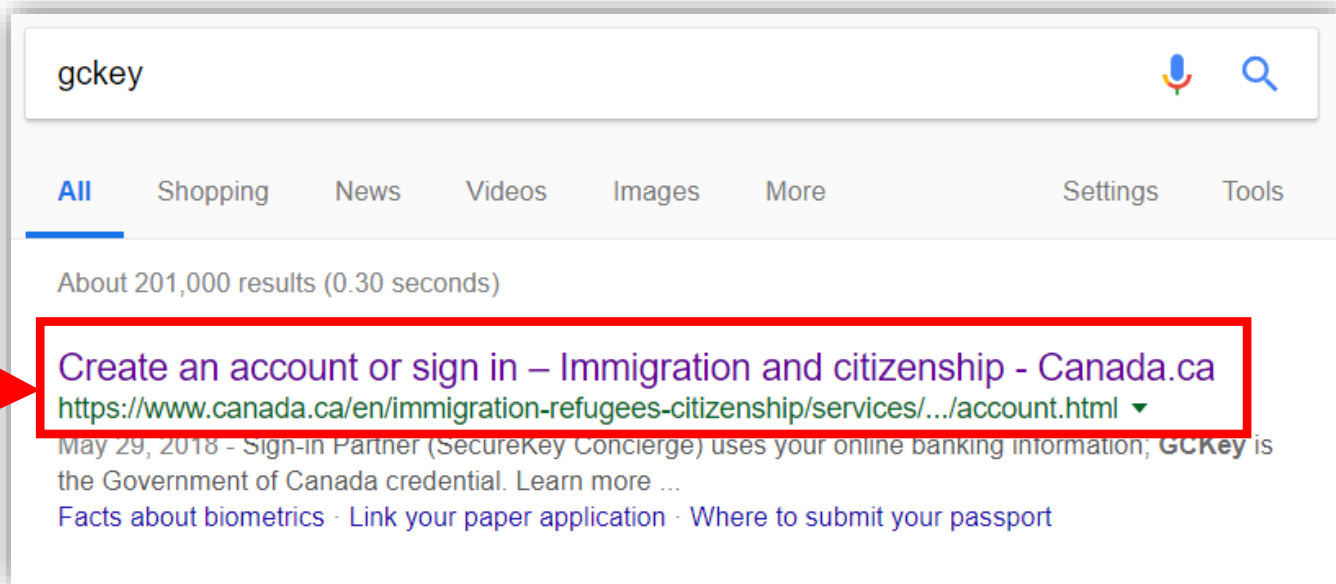 gckey
All Shopping News Videos Images More Settings Tools
About 201,000 results (0.30 seconds)
Create an account or sign in – Immigration and citizenship - Canada.ca
https://www.canada.ca/en/immigration-refugees-citizenship/services/.../account.html
May 29, 2018 - Sign-in Partner (SecureKey Concierge) uses your online banking information; GCKey is
the Government of Canada credential. Learn more ...
Facts about biometrics · Link your paper application · Where to submit your passport